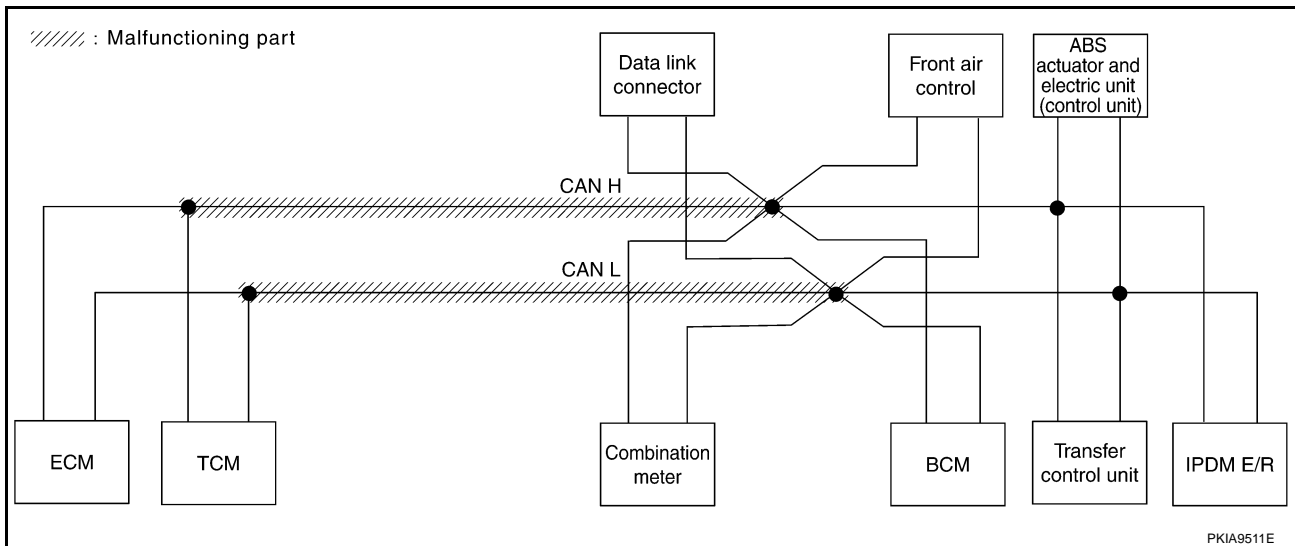 : Malfunctioning part
Data link
connector
Front air
control
ABS
actuator and
electric unit
(control unit)
CAN H
CAN L
ECM
TCM
Combination
meter
BCM
Transfer
control unit
IPDM E/R
PKIA9511E